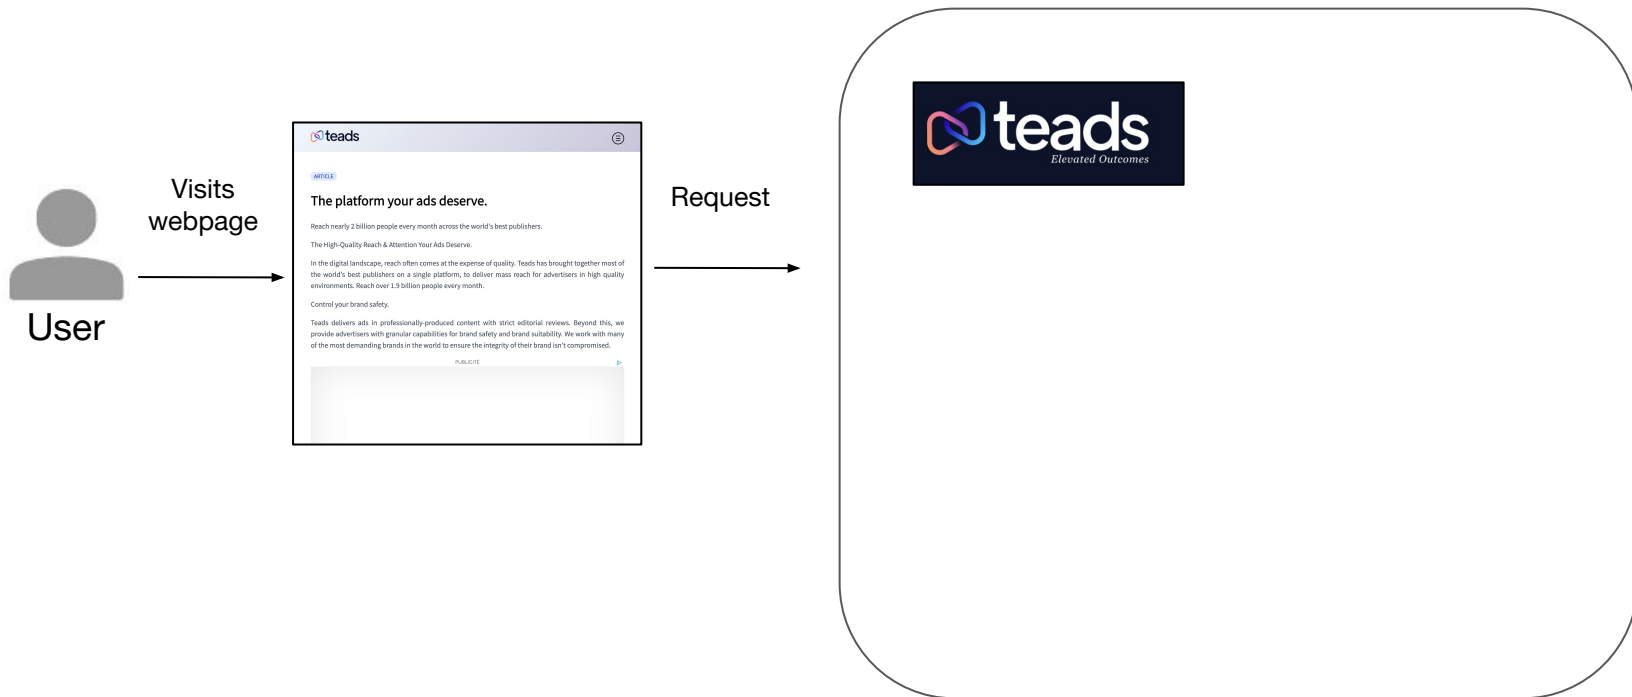 User
Visits
webpage
teads
ARTICLE
The platform your ads deserve.
Reach nearly 2 billion people every month across the world's best publishers.
The High-Quality Reach & Attention Your Ads Deserve.
In the digital landscape, reach often comes at the expense of quality. Teads has brought together most of
the world's best publishers on a single platform, to deliver mass reach for advertisers in high quality
environments. Reach over 1.9 billion people every month.
Control your brand safety.
Teads delivers ads in professionally-produced content with strict editorial reviews. Beyond this, we
provide advertisers with granular capabilities for brand safety and brand suitability. We work with many
of the most demanding brands in the world to ensure the integrity of their brand isn't compromised.
PUBLICITÉ
Request
teads
Elevated Outcomes